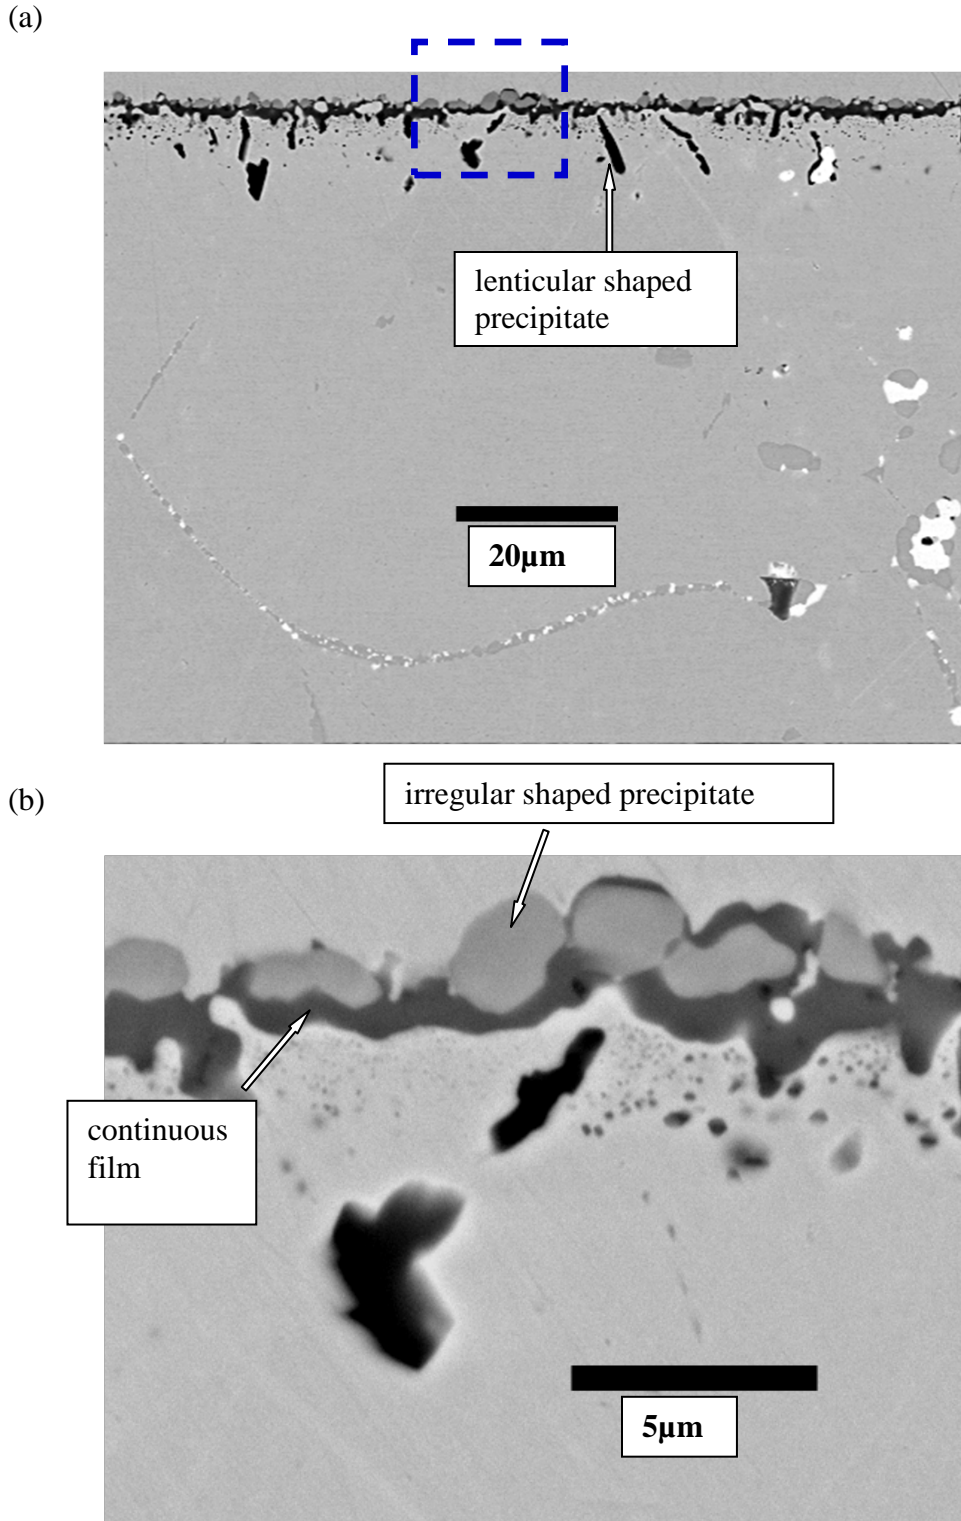 (a)
lenticular shaped
precipitate
20µm
(b)
irregular shaped precipitate
continuous
film
5µm